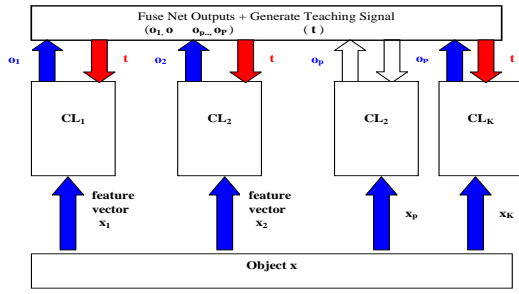 Fuse Net Outputs + Generate Teaching Signal
(o1, o op..., oP) ( t )
o1 t o2 t op oP t
CL1 CL2 CL2 CLK
feature vector x1
feature vector x2
xp
xK
Object x